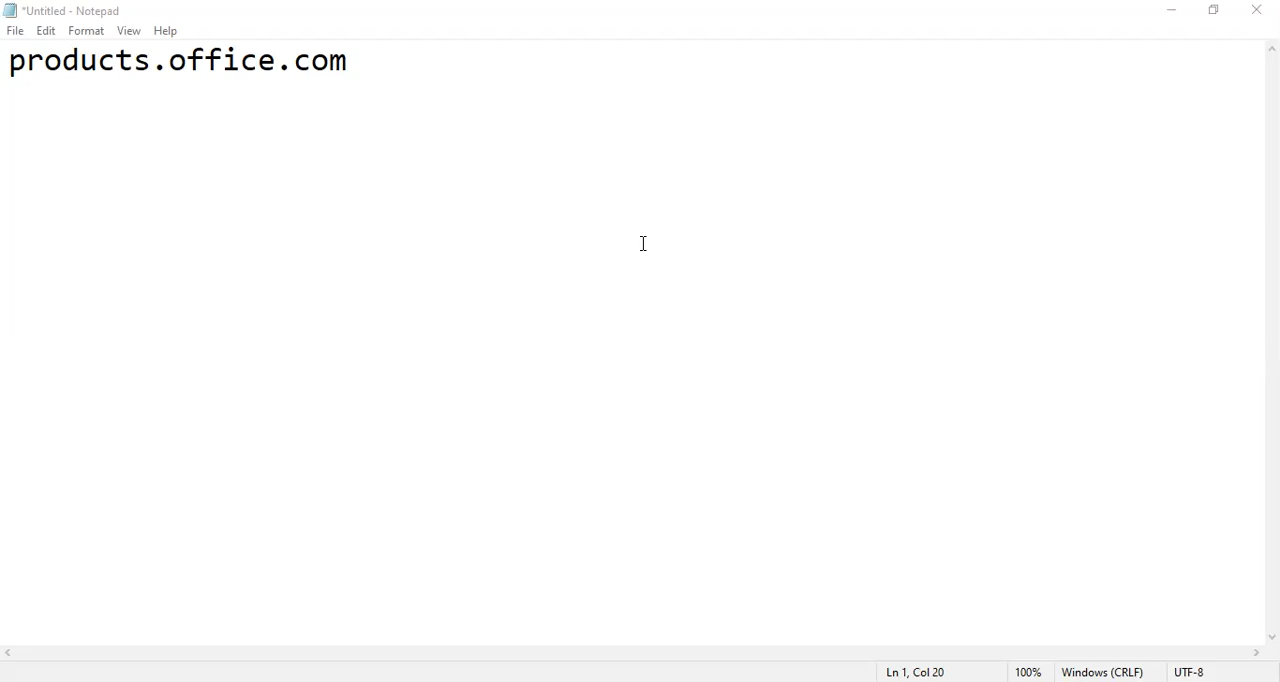 *Untitled - Notepad
File Edit Format View Help
products.office.com
Ln 1, Col 20 100% Windows (CRLF) UTF-8